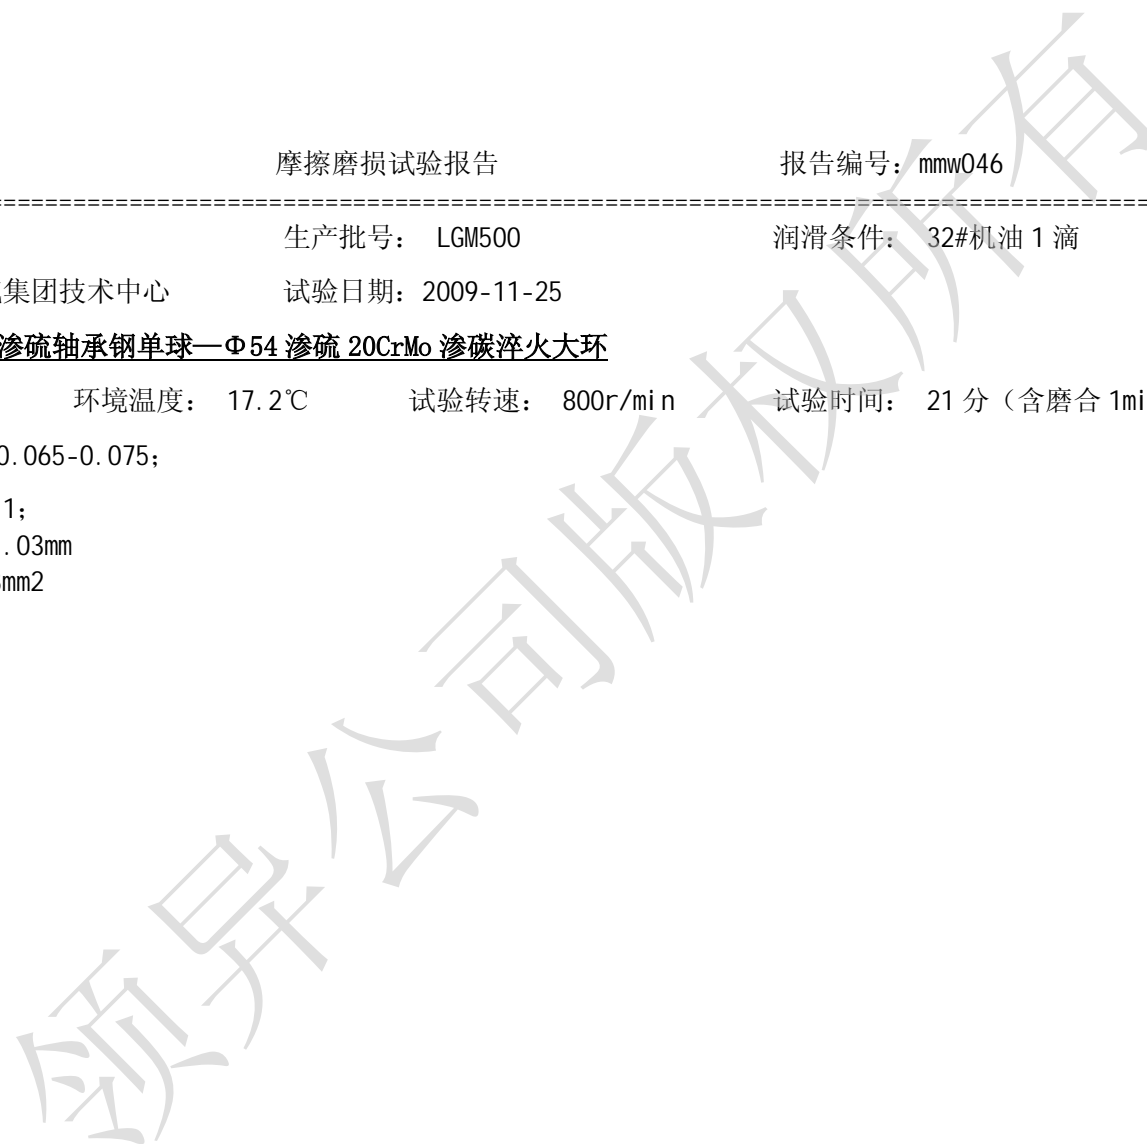 摩擦磨损试验报告 报告编号：mmw046
================================================================================
生产批号： LGM500 润滑条件： 32#机油 1 滴
集团技术中心 试验日期：2009-11-25
渗硫轴承钢单球—Φ54 渗硫 20CrMo 渗碳淬火大环
环境温度： 17.2℃ 试验转速： 800r/min 试验时间： 21 分（含磨合 1mi
0.065-0.075；
1；
.03mm
mm2
领异公司版权所有